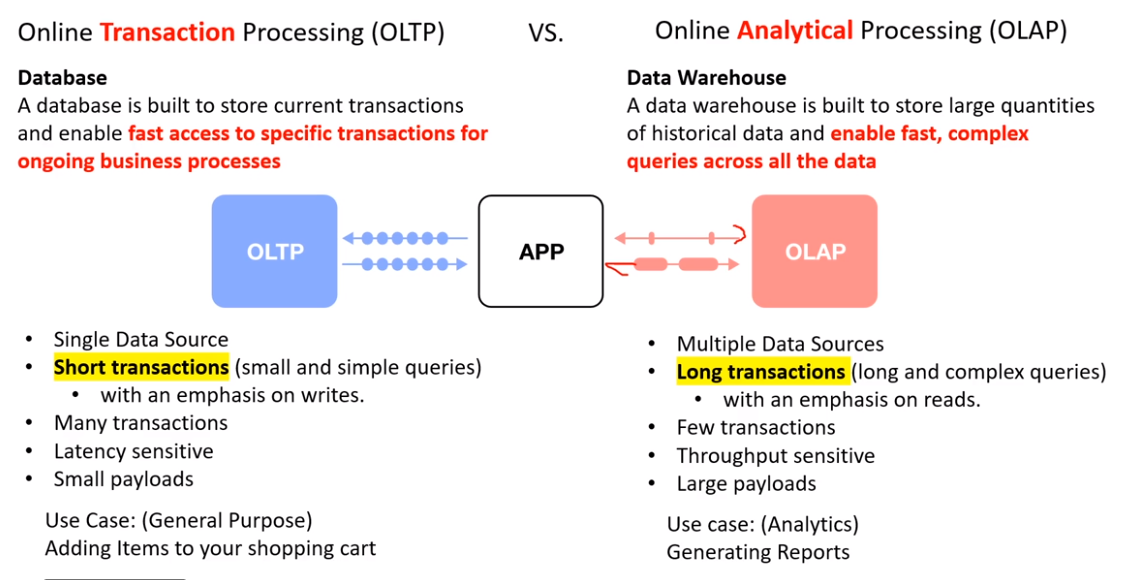 Online Transaction Processing (OLTP)
VS.
Online Analytical Processing (OLAP)
Database
A database is built to store current transactions
and enable fast access to specific transactions for
ongoing business processes
Data Warehouse
A data warehouse is built to store large quantities
of historical data and enable fast, complex
queries across all the data
OLTP
APP
OLAP
• Single Data Source
• Short transactions (small and simple queries)
• with an emphasis on writes.
• Many transactions
• Latency sensitive
• Small payloads
Use Case: (General Purpose)
Adding Items to your shopping cart
• Multiple Data Sources
• Long transactions (long and complex queries)
• with an emphasis on reads.
• Few transactions
• Throughput sensitive
• Large payloads
Use case: (Analytics)
Generating Reports